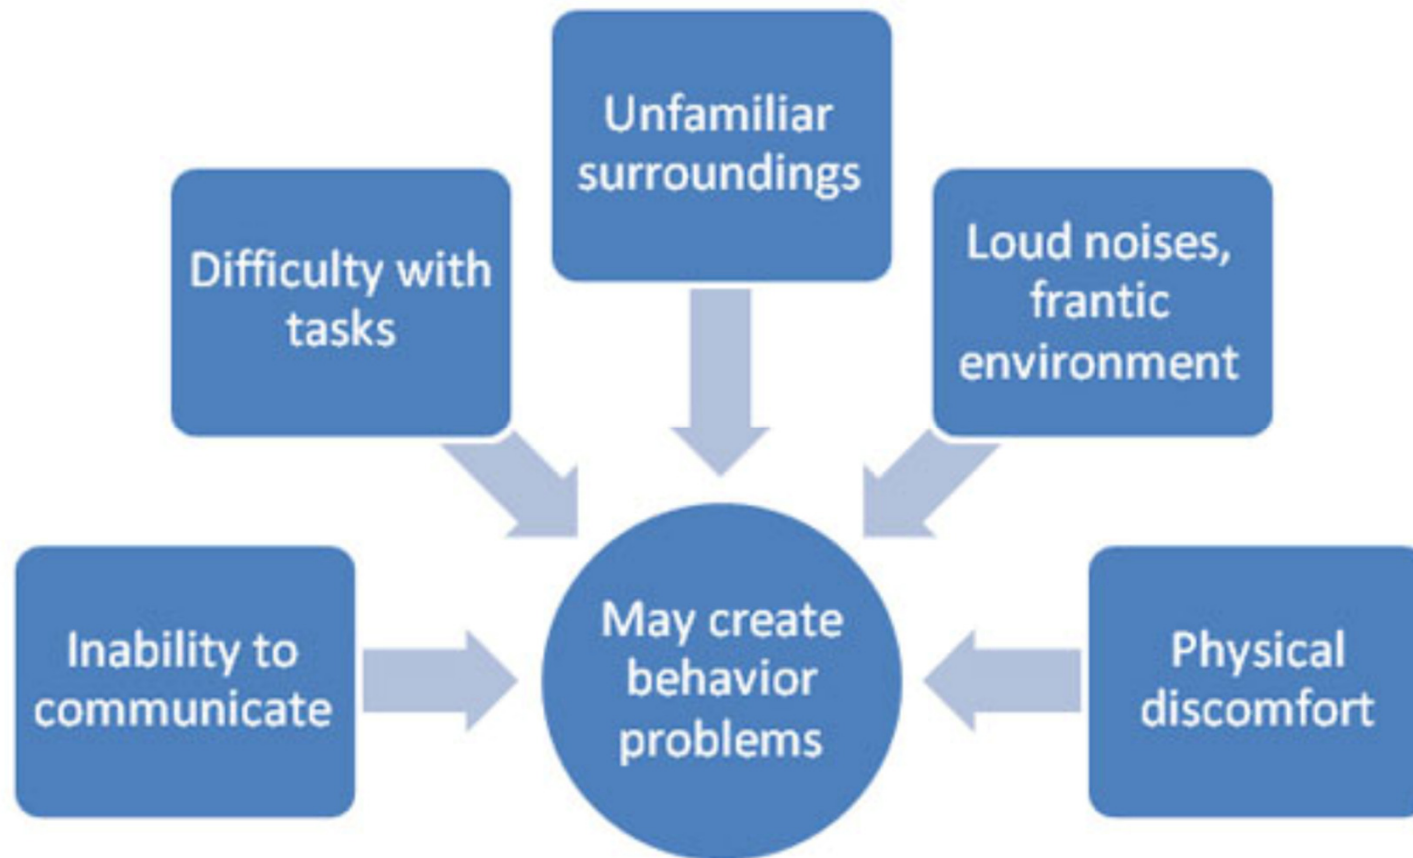 Unfamiliar
surroundings
Difficulty with
tasks
Loud noises,
frantic
environment
Inability to
communicate
May create
behavior
problems
Physical
discomfort